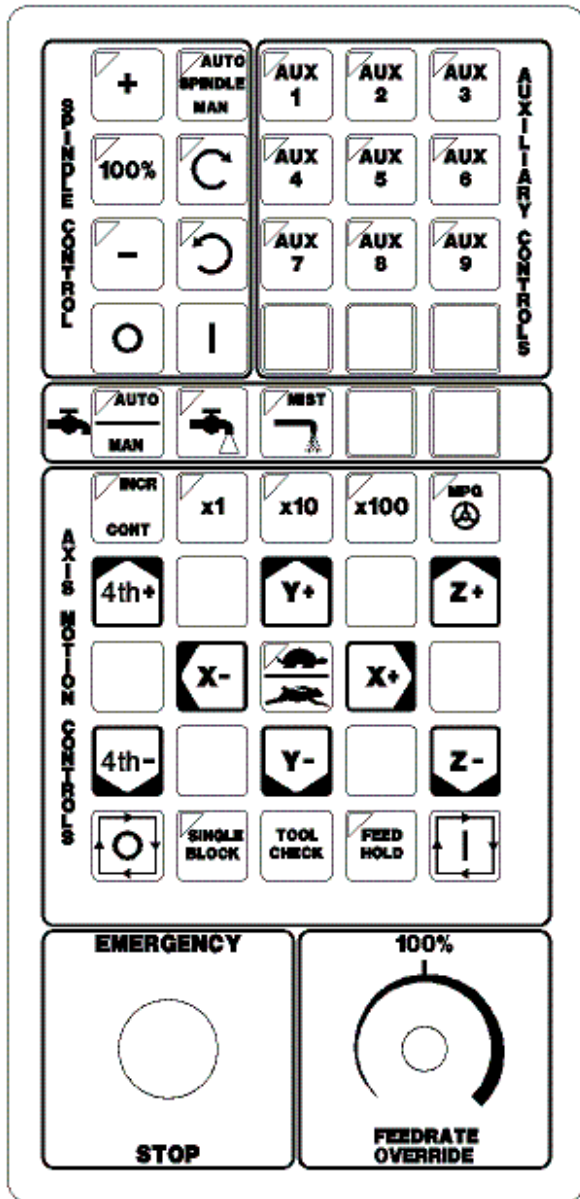 SPINDLE CONTROL
+
AUTO
SPINDLE
MAN
100%
-
O
I
AUX
1
AUX
2
AUX
3
AUX
4
AUX
5
AUX
6
AUX
7
AUX
8
AUX
9
AUXILIARY CONTROLS
AUTO
MAN
MIST
AXIS MOTION CONTROLS
INCR
CONT
x1
x10
x100
MPG
4th+
Y+
Z+
X-
X+
4th-
Y-
Z-
O
SINGLE
BLOCK
TOOL
CHECK
FEED
HOLD
I
EMERGENCY
STOP
100%
FEEDRATE
OVERRIDE